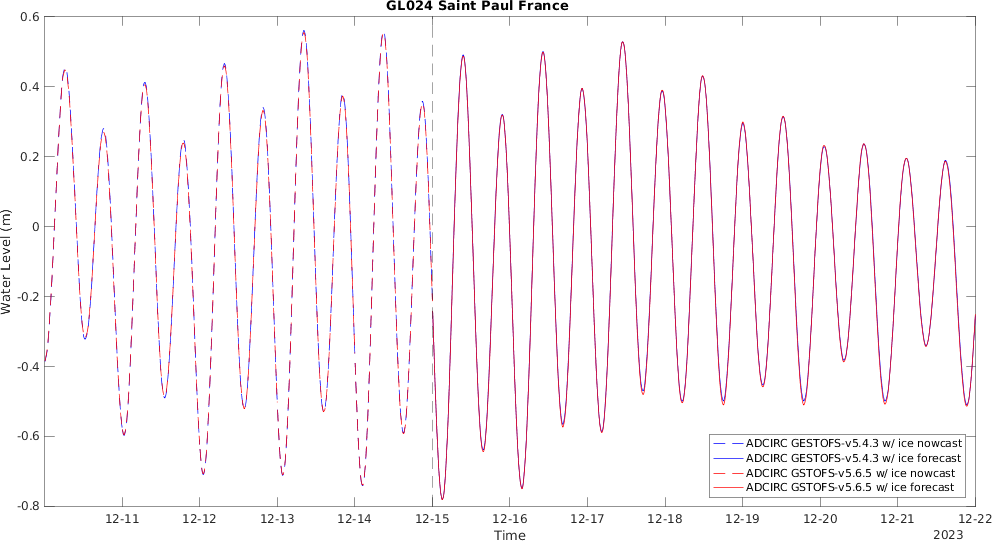 GL024 Saint Paul France
0.6
0.4
0.2
0
-0.2
-0.4
-0.6
-0.8
Water Level (m)
ADCIRC GESTOFS-v5.4.3 w/ ice nowcast
ADCIRC GESTOFS-v5.4.3 w/ ice forecast
ADCIRC GSTOFS-v5.6.5 w/ ice nowcast
ADCIRC GSTOFS-v5.6.5 w/ ice forecast
12-11 12-12 12-13 12-14 12-15 12-16 12-17 12-18 12-19 12-20 12-21 12-22
Time
2023